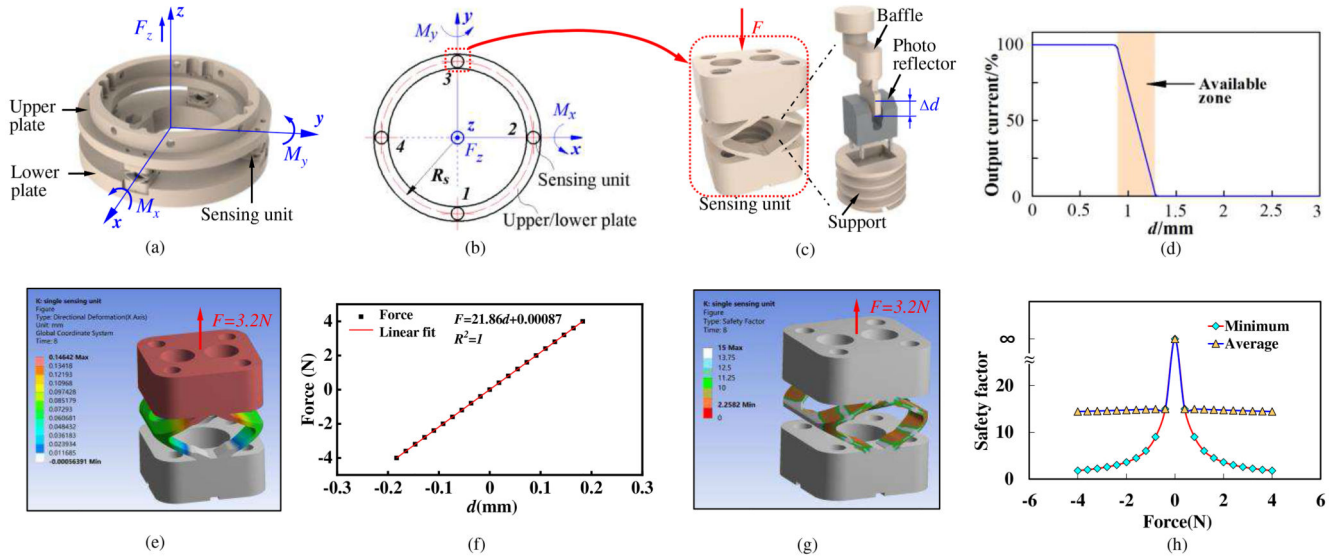 z
F_z
Upper
plate
Lower
plate
y
M_y
M_x
x
Sensing unit
(a)
y
M_y
3
M_x
z
2
4
F_z
x
R_s
Sensing unit
1
Upper/lower plate
(b)
F
Baffle
Photo
reflector
Δd
Sensing unit
Support
(c)
Output current/%
100
50
0
Available
zone
0 0.5 1 1.5 2 2.5 3
d/mm
(d)
K: single sensing unit
Figure
Type: Directional Deformation(X Axis)
Unit: mm
Global Coordinate System
Time: 8
F=3.2N
0.14642 Max
0.13418
0.12193
0.10968
0.097428
0.085179
0.07293
0.060681
0.048432
0.036183
0.023934
0.011685
-0.00056391 Min
(e)
Force (N)
4
2
0
-2
-4
Force
Linear fit
F=21.86d+0.00087
R²=1
-0.3 -0.2 -0.1 0.0 0.1 0.2 0.3
d(mm)
(f)
K: single sensing unit
Figure
Type: Safety Factor
Time: 8
F=3.2N
15 Max
13.75
12.5
11.25
10
2.2582 Min
0
(g)
Safety factor
∞
20
10
0
Minimum
Average
-6 -4 -2 0 2 4 6
Force(N)
(h)